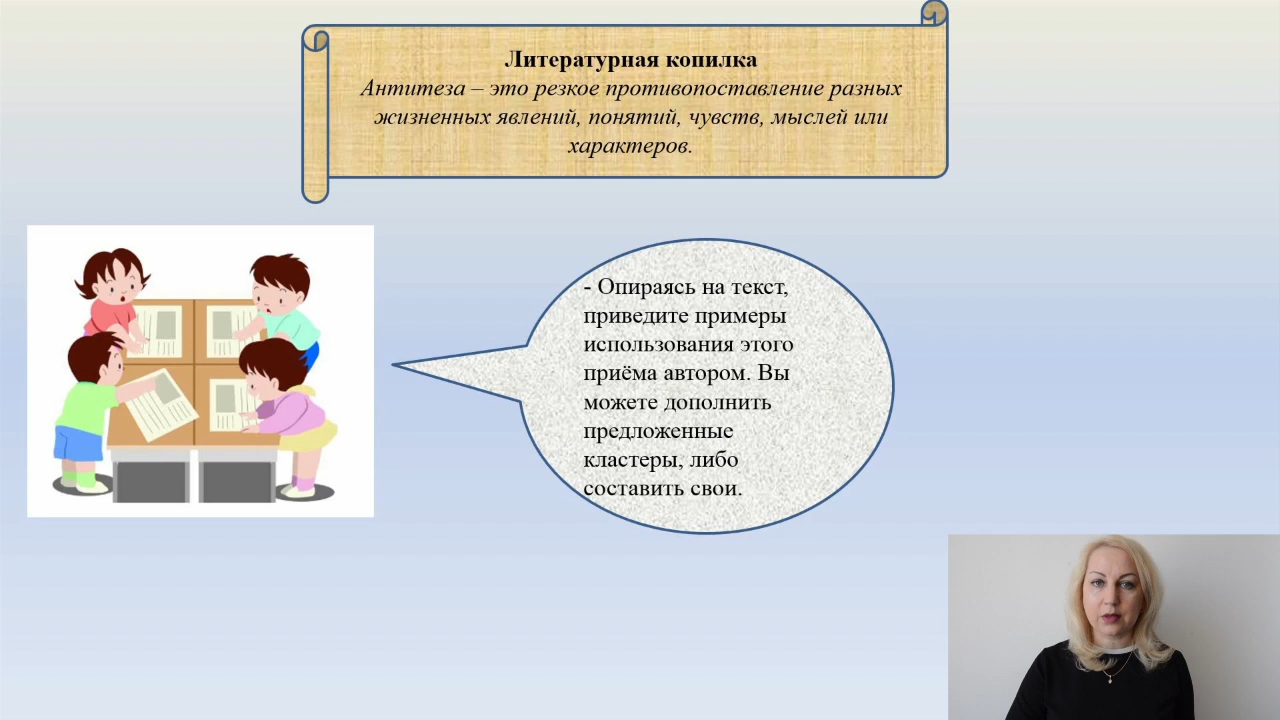 Литературная копилка
Антитеза – это резкое противопоставление разных
жизненных явлений, понятий, чувств, мыслей или
характеров.
- Опираясь на текст,
приведите примеры
использования этого
приёма автором. Вы
можете дополнить
предложенные
кластеры, либо
составить свои.